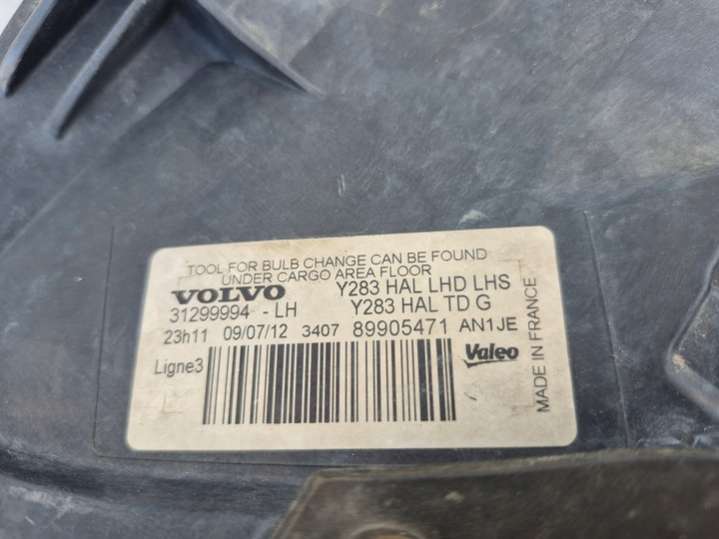 TOOL FOR BULB CHANGE CAN BE FOUND
UNDER CARGO AREA FLOOR
VOLVO Y283 HAL LHD LHS
31299994 - LH Y283 HAL TD G
23h11 09/07/12 3407 89905471 AN1JE
Ligne3 Valeo
MADE IN FRANCE